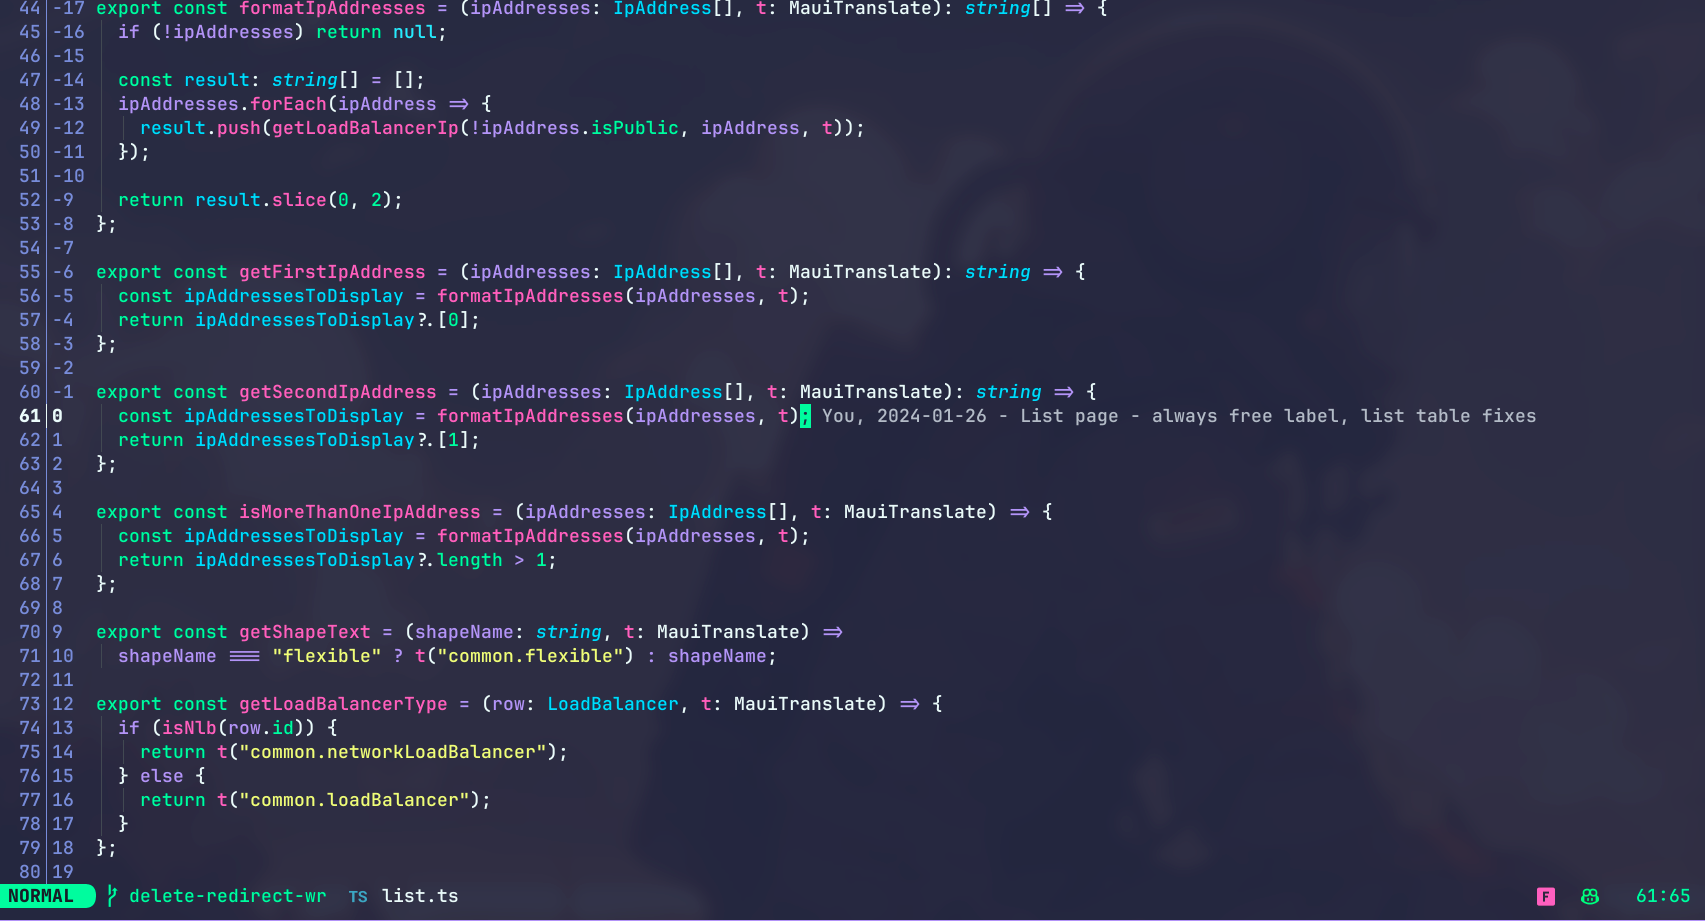 44 -17 export const formatIpAddresses = (ipAddresses: IpAddress[], t: MauiTranslate): string[] => {
45 -16 if (!ipAddresses) return null;
46 -15
47 -14 const result: string[] = [];
48 -13 ipAddresses.forEach(ipAddress => {
49 -12 result.push(getLoadBalancerIp(!ipAddress.isPublic, ipAddress, t));
50 -11 });
51 -10
52 -9 return result.slice(0, 2);
53 -8 };
54 -7
55 -6 export const getFirstIpAddress = (ipAddresses: IpAddress[], t: MauiTranslate): string => {
56 -5 const ipAddressesToDisplay = formatIpAddresses(ipAddresses, t);
57 -4 return ipAddressesToDisplay?.[0];
58 -3 };
59 -2
60 -1 export const getSecondIpAddress = (ipAddresses: IpAddress[], t: MauiTranslate): string => {
61 0 const ipAddressesToDisplay = formatIpAddresses(ipAddresses, t); You, 2024-01-26 - List page - always free label, list table fixes
62 1 return ipAddressesToDisplay?.[1];
63 2 };
64 3
65 4 export const isMoreThanOneIpAddress = (ipAddresses: IpAddress[], t: MauiTranslate) => {
66 5 const ipAddressesToDisplay = formatIpAddresses(ipAddresses, t);
67 6 return ipAddressesToDisplay?.length > 1;
68 7 };
69 8
70 9 export const getShapeText = (shapeName: string, t: MauiTranslate) =>
71 10 shapeName === "flexible" ? t("common.flexible") : shapeName;
72 11
73 12 export const getLoadBalancerType = (row: LoadBalancer, t: MauiTranslate) => {
74 13 if (isNlb(row.id)) {
75 14 return t("common.networkLoadBalancer");
76 15 } else {
77 16 return t("common.loadBalancer");
78 17 }
79 18 };
80 19
NORMAL delete-redirect-wr TS list.ts F 61:65